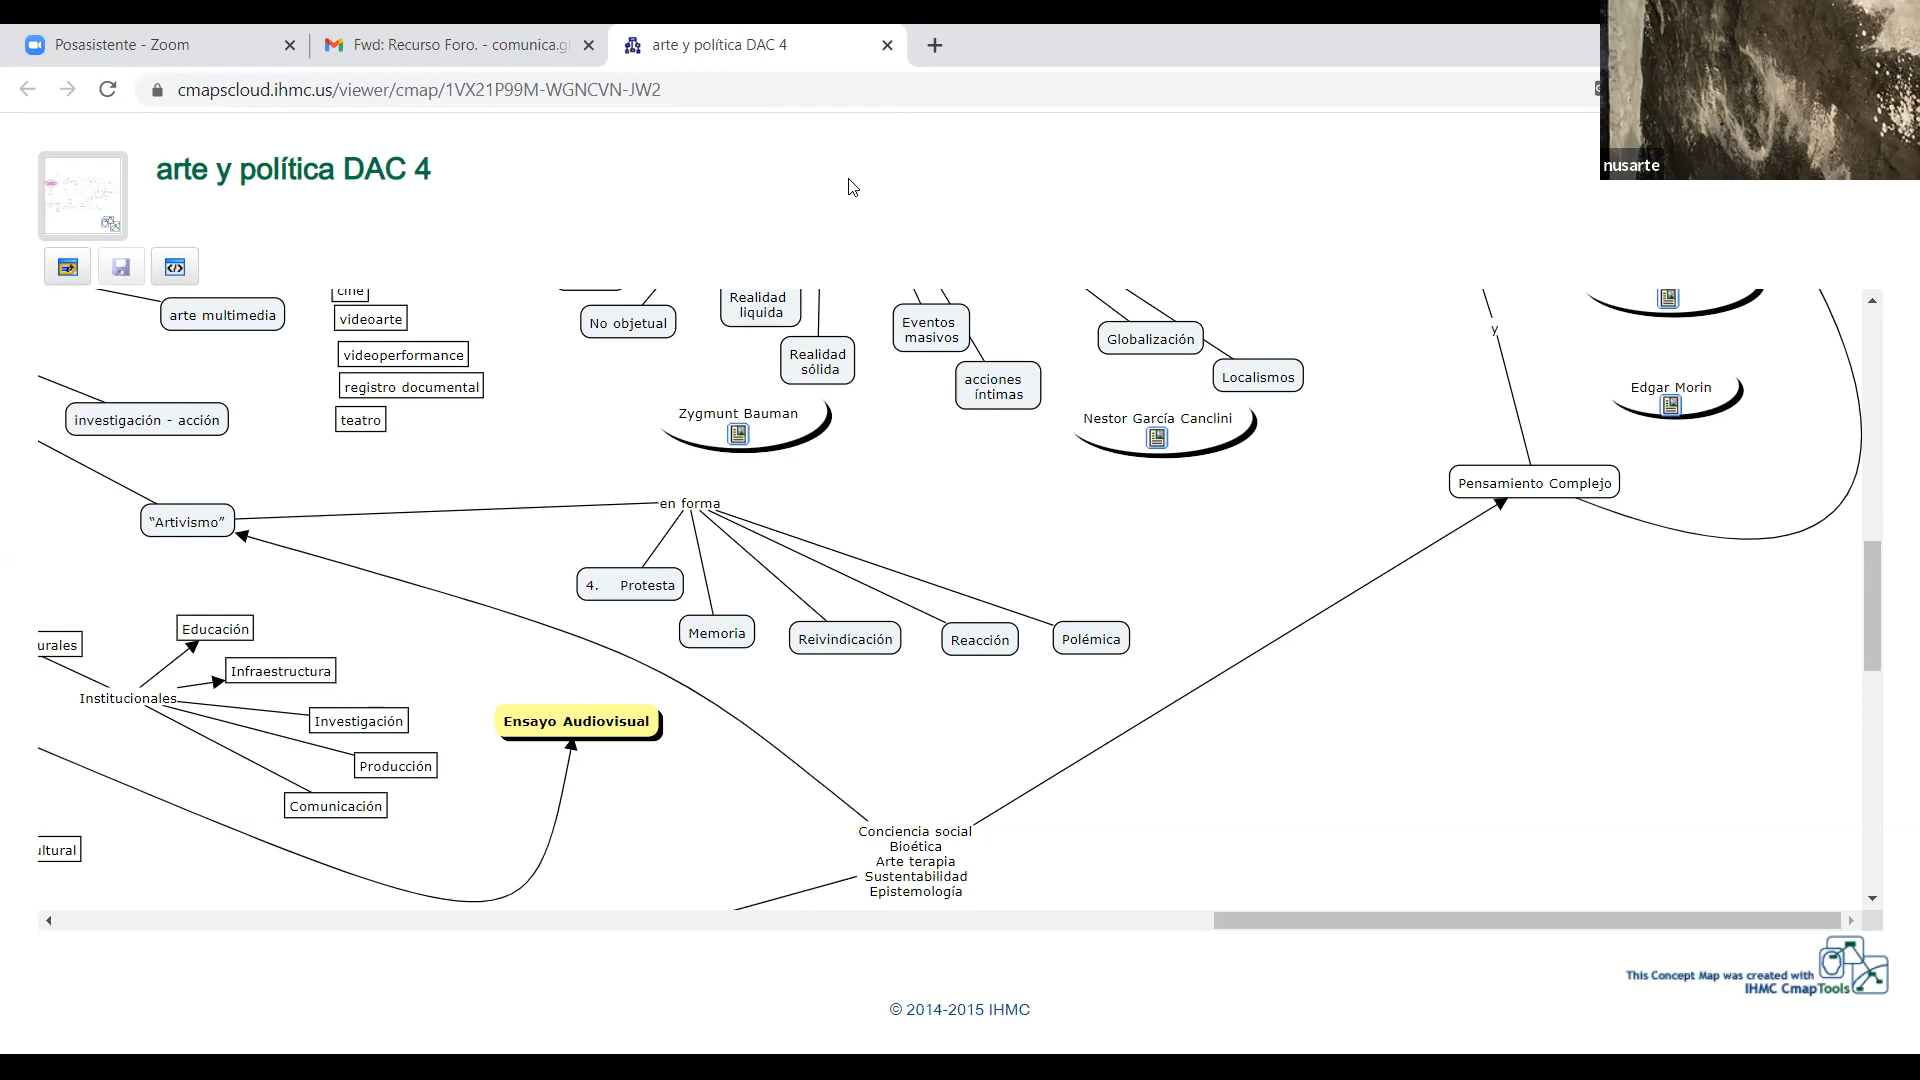 Posasistente - Zoom
Fwd: Recurso Foro. - comunica.g
arte y política DAC 4
cmapscloud.ihmc.us/viewer/cmap/1VX21P99M-WGNCVN-JW2
nusarte
arte y política DAC 4
cine
arte multimedia
videoarte
No objetual
Realidad
liquida
Eventos
masivos
Globalización
y
videoperformance
Realidad
sólida
registro documental
acciones
íntimas
Localismos
Edgar Morin
investigación - acción
teatro
Zygmunt Bauman
Nestor García Canclini
Pensamiento Complejo
“Artivismo”
en forma
4. Protesta
Memoria
Reivindicación
Reacción
Polémica
Educación
urales
Infraestructura
Institucionales
Investigación
Ensayo Audiovisual
Producción
Comunicación
ultural
Conciencia social
Bioética
Arte terapia
Sustentabilidad
Epistemología
This Concept Map was created with
IHMC CmapTools
© 2014-2015 IHMC